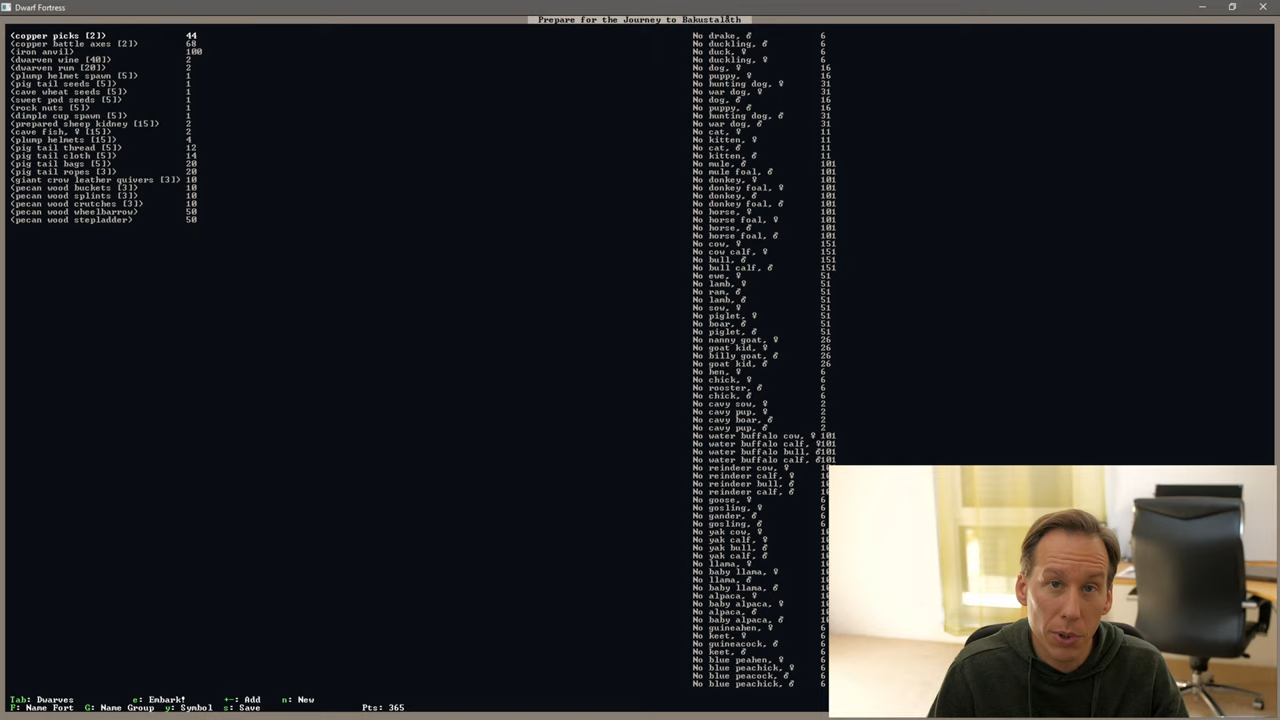 Dwarf Fortress
Prepare for the Journey to Bakustalåth
<copper picks [2]> 44
<copper battle axes [2]> 68
<iron anvil> 100
<dwarven wine [40]> 2
<dwarven rum [20]> 2
<plump helmet spawn [5]> 1
<pig tail seeds [5]> 1
<cave wheat seeds [5]> 1
<sweet pod seeds [5]> 1
<rock nuts [5]> 1
<dimple cup spawn [5]> 1
<prepared sheep kidney [15]> 2
<cave fish, ♀ [15]> 2
<plump helmets [5]> 4
<pig tail thread [5]> 12
<pig tail cloth [5]> 14
<pig tail bags [5]> 20
<pig tail ropes [3]> 20
<giant crow leather quivers [3]> 10
<pecan wood buckets [3]> 10
<pecan wood splints [3]> 10
<pecan wood crutches [3]> 10
<pecan wood wheelbarrow> 50
<pecan wood stepladder> 50
No drake, ♂ 6
No duckling, ♂ 6
No duck, ♀ 6
No duckling, ♂ 6
No dog, ♀ 16
No puppy, ♀ 16
No hunting dog, ♀ 31
No war dog, ♀ 31
No dog, ♂ 16
No puppy, ♂ 16
No hunting dog, ♂ 31
No war dog, ♂ 31
No cat, ♀ 11
No kitten, ♀ 11
No cat, ♂ 11
No kitten, ♂ 11
No mule, ♂ 101
No mule foal, ♂ 101
No donkey, ♀ 101
No donkey foal, ♀ 101
No donkey, ♂ 101
No donkey foal, ♂ 101
No horse, ♀ 101
No horse foal, ♀ 101
No horse, ♂ 101
No horse foal, ♂ 101
No cow, ♀ 151
No cow calf, ♀ 151
No bull, ♂ 151
No bull calf, ♂ 151
No ewe, ♀ 51
No lamb, ♀ 51
No ram, ♂ 51
No lamb, ♂ 51
No sow, ♀ 51
No piglet, ♀ 51
No boar, ♂ 51
No piglet, ♂ 51
No nanny goat, ♀ 26
No goat kid, ♀ 26
No billy goat, ♂ 26
No goat kid, ♂ 26
No hen, ♀ 6
No chick, ♀ 6
No rooster, ♂ 6
No chick, ♂ 6
No cavy sow, ♀ 2
No cavy pup, ♀ 2
No cavy boar, ♂ 2
No cavy pup, ♂ 2
No water buffalo cow, ♀ 101
No water buffalo calf, ♀101
No water buffalo bull, ♂101
No water buffalo calf, ♂101
No reindeer cow, ♀ 10
No reindeer calf, ♀ 10
No reindeer bull, ♂ 10
No reindeer calf, ♂ 10
No goose, ♀ 6
No gosling, ♀ 6
No gander, ♂ 6
No gosling, ♂ 6
No yak cow, ♀ 10
No yak calf, ♀ 10
No yak bull, ♂ 10
No yak calf, ♂ 10
No llama, ♀ 10
No baby llama, ♀ 10
No llama, ♂ 10
No baby llama, ♂ 10
No alpaca, ♀ 10
No baby alpaca, ♀ 10
No alpaca, ♂ 10
No baby alpaca, ♂ 10
No guineahen, ♀ 6
No keet, ♀ 6
No guineacock, ♂ 6
No keet, ♂ 6
No blue peahen, ♀ 6
No blue peachick, ♀ 6
No blue peacock, ♂ 6
No blue peachick, ♂ 6
Tab: Dwarves e: Embark! +-: Add n: New
F: Name Fort G: Name Group y: Symbol s: Save Pts: 365